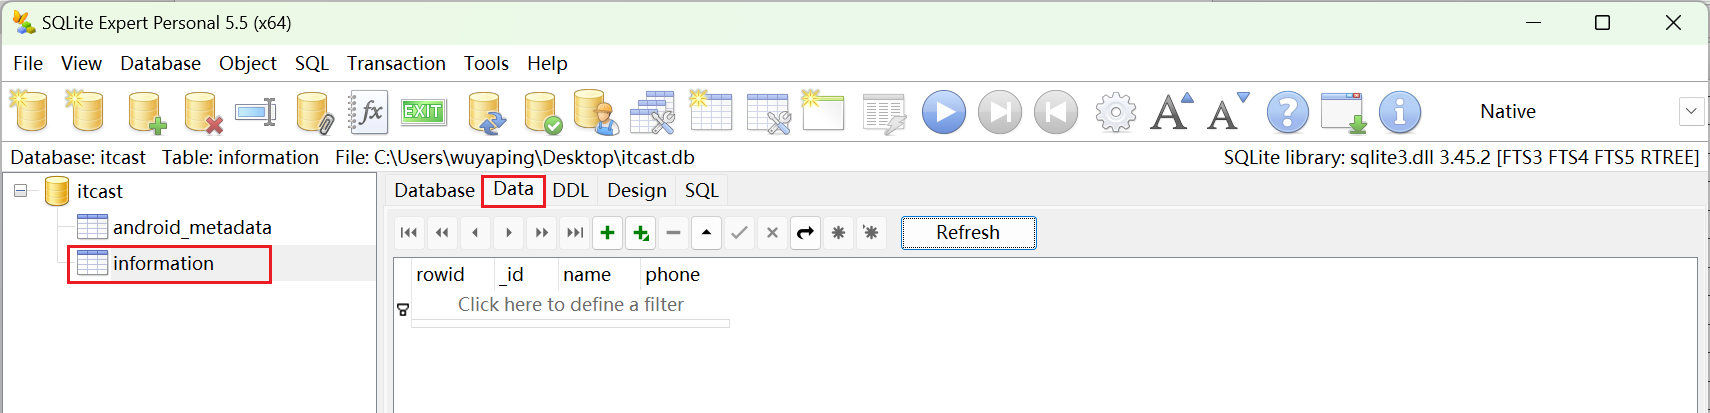 SQLite Expert Personal 5.5 (x64)
File View Database Object SQL Transaction Tools Help
fx EXIT A A ? i Native
Database: itcast Table: information File: C:\Users\wuyaping\Desktop\itcast.db SQLite library: sqlite3.dll 3.45.2 [FTS3 FTS4 FTS5 RTREE]
itcast
android_metadata
information
Database Data DDL Design SQL
Refresh
rowid _id name phone
Click here to define a filter